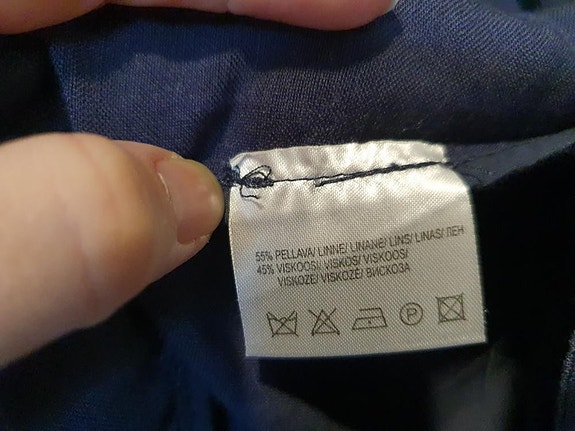 55% PELLAVA/ LINNE/ LINANE/ LINS/ LINAS/ ЛЕН
45% VISKOOSI/ VISKOS/ VISKOOS/
VISKOZE/ VISKOZĖ/ ВИСКОЗА
P